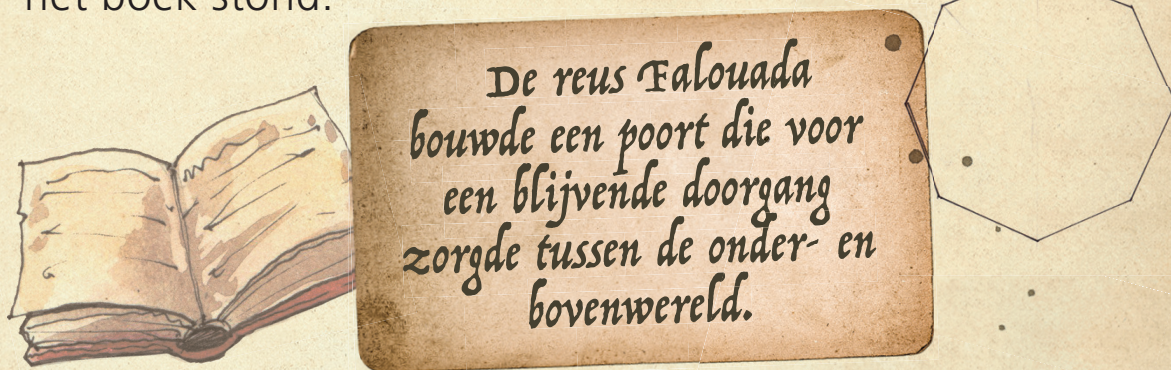 het boek stond.
De reus Falouada
bouwde een poort die voor
een blijvende doorgang
zorgde tussen de onder- en
bovenwereld.